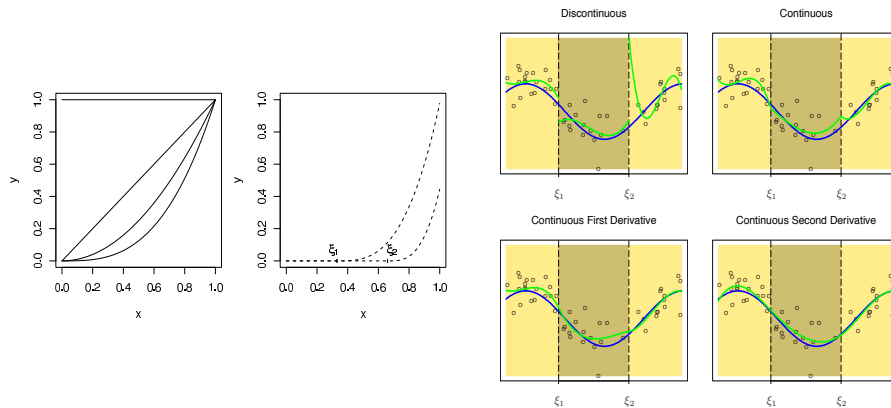 y
1.0
0.8
0.6
0.4
0.2
0.0
0.0 0.2 0.4 0.6 0.8 1.0
x
y
1.0
0.8
0.6
0.4
0.2
0.0
ξ1 ξ2
0.0 0.2 0.4 0.6 0.8 1.0
x
Discontinuous
ξ1 ξ2
Continuous
ξ1 ξ2
Continuous First Derivative
ξ1 ξ2
Continuous Second Derivative
ξ1 ξ2